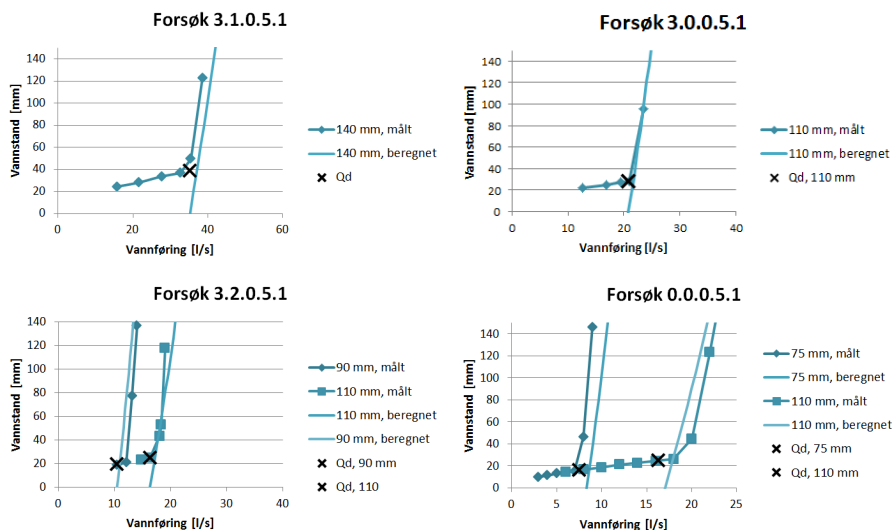 Forsøk 3.1.0.5.1
Vannstand [mm]
140
120
100
80
60
40
20
0
0 20 40 60
Vannføring [l/s]
140 mm, målt
140 mm, beregnet
Qd
Forsøk 3.0.0.5.1
Vannstand [mm]
140
120
100
80
60
40
20
0
0 10 20 30 40
Vannføring [l/s]
110 mm, målt
110 mm, beregnet
Qd, 110 mm
Forsøk 3.2.0.5.1
Vannstand [mm]
140
120
100
80
60
40
20
0
0 10 20 30 40
Vannføring [l/s]
90 mm, målt
110 mm, målt
110 mm, beregnet
90 mm, beregnet
Qd, 90 mm
Qd, 110
Forsøk 0.0.0.5.1
Vannstand [mm]
140
120
100
80
60
40
20
0
0 5 10 15 20 25
Vannføring [l/s]
75 mm, målt
75 mm, beregnet
110 mm, målt
110 mm, beregnet
Qd, 75 mm
Qd, 110 mm